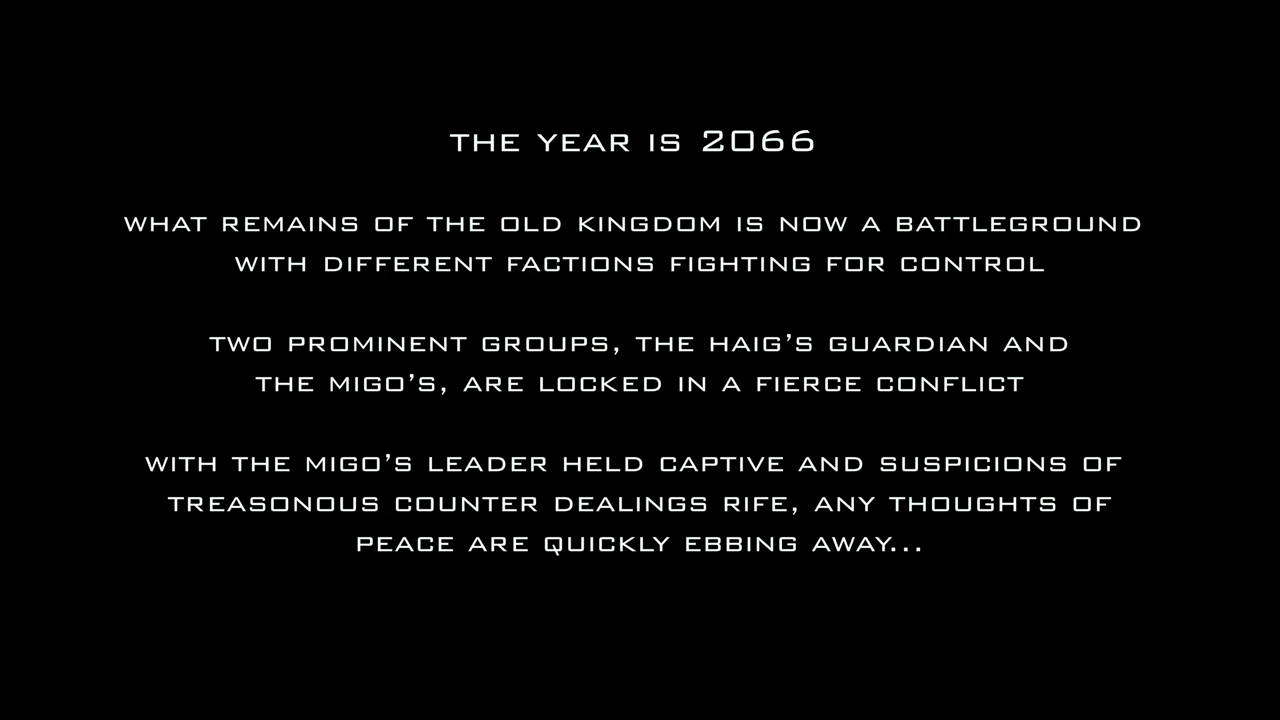 THE YEAR IS 2066
WHAT REMAINS OF THE OLD KINGDOM IS NOW A BATTLEGROUND
WITH DIFFERENT FACTIONS FIGHTING FOR CONTROL
TWO PROMINENT GROUPS, THE HAIG'S GUARDIAN AND
THE MIGO'S, ARE LOCKED IN A FIERCE CONFLICT
WITH THE MIGO'S LEADER HELD CAPTIVE AND SUSPICIONS OF
TREASONOUS COUNTER DEALINGS RIFE, ANY THOUGHTS OF
PEACE ARE QUICKLY EBBING AWAY...